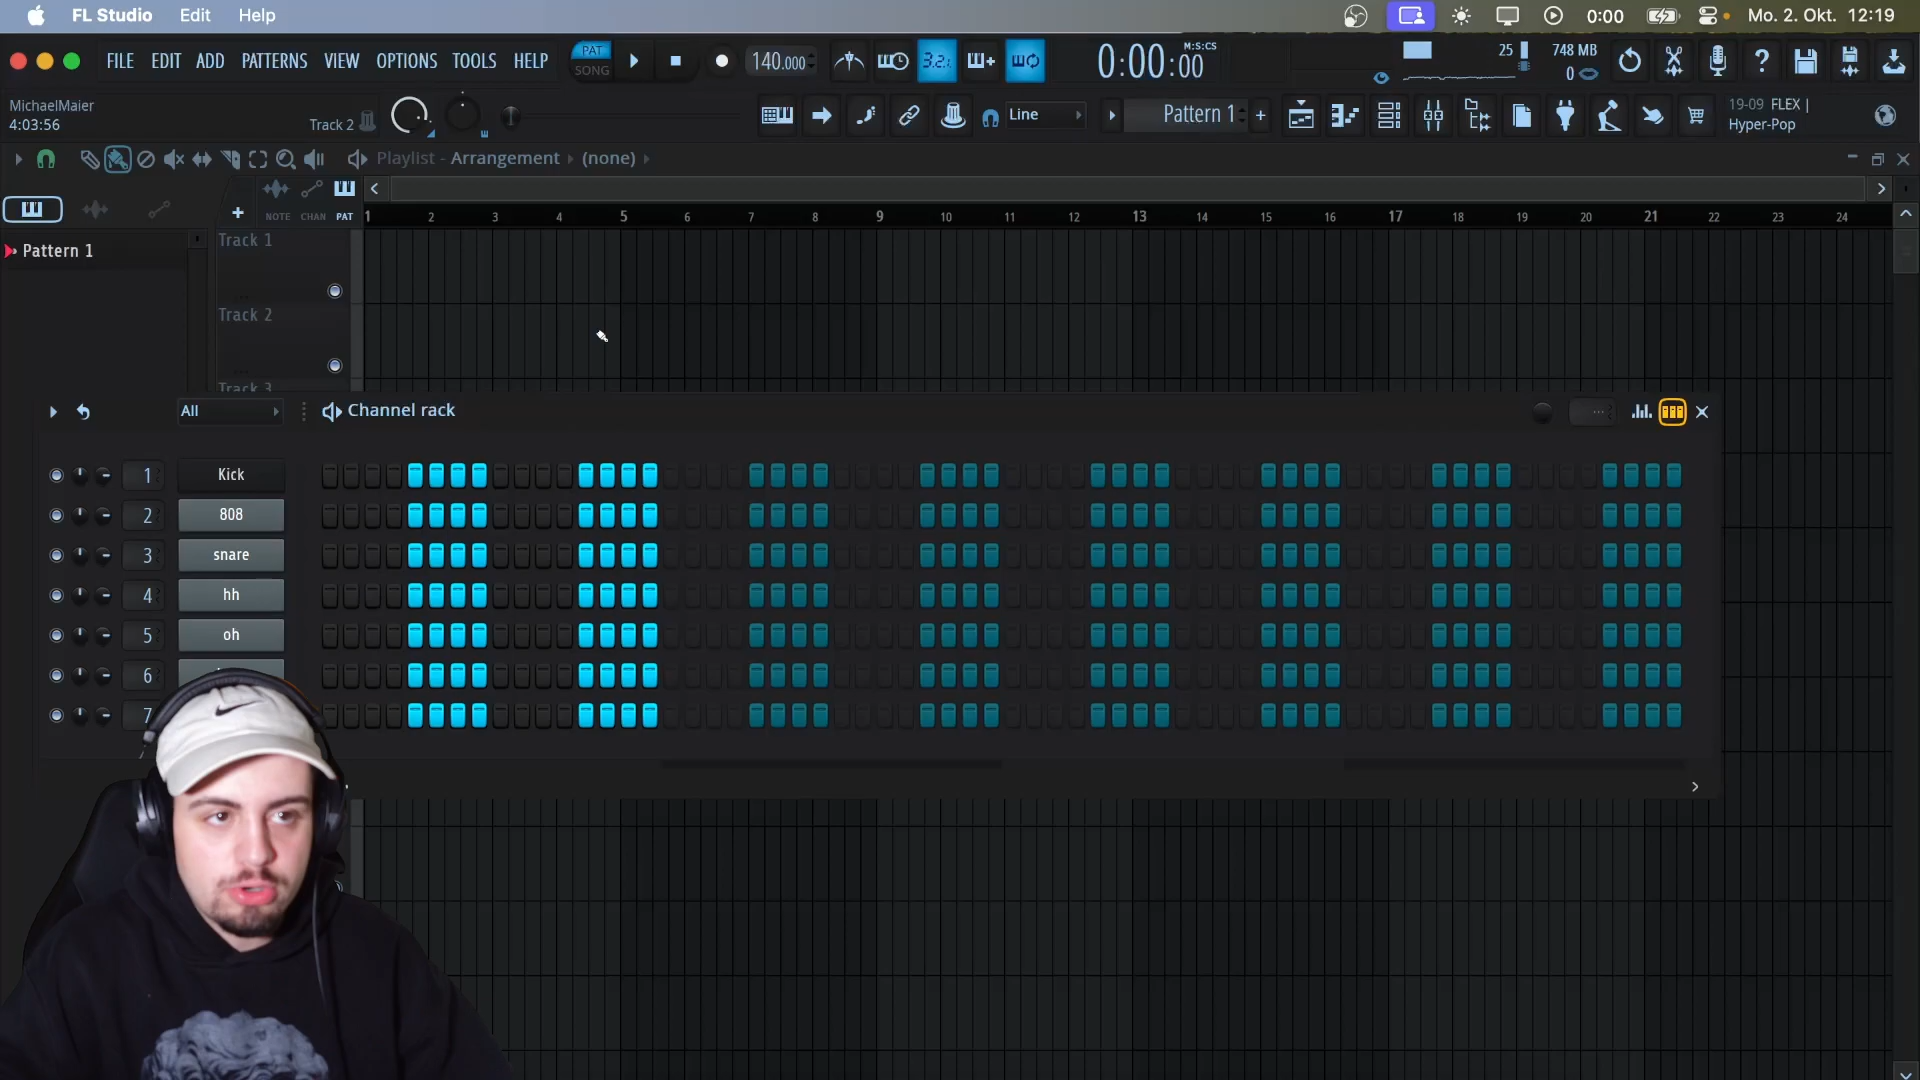 FL Studio Edit Help 0:00 Mo. 2. Okt. 12:19
FILE EDIT ADD PATTERNS VIEW OPTIONS TOOLS HELP PAT SONG 140.000 3.2. 0:00:00 M:S:CS 25 748 MB 0
MichaelMaier
4:03:56
Track 2
Line
Pattern 1
19-09 FLEX |
Hyper-Pop
Playlist - Arrangement (none)
NOTE CHAN PAT
1 2 3 4 5 6 7 8 9 10 11 12 13 14 15 16 17 18 19 20 21 22 23 24
Pattern 1
Track 1
Track 2
Track 3
All
Channel rack
1 Kick
2 808
3 snare
4 hh
5 oh
6
7